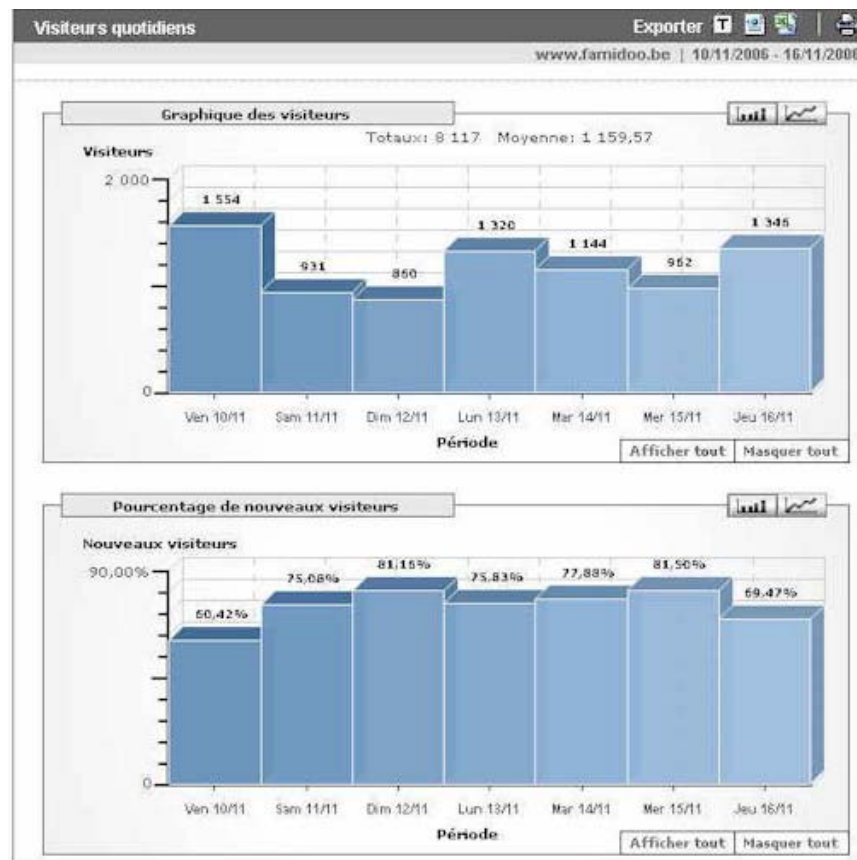 Visiteurs quotidiens Exporter T
www.famidoo.be | 10/11/2006 - 16/11/2006
Graphique des visiteurs
Totaux: 8 117 Moyenne: 1 159,57
Visiteurs
2 000
1 554 931 860 1 320 1 144 962 1 346
0
Ven 10/11 Sam 11/11 Dim 12/11 Lun 13/11 Mar 14/11 Mer 15/11 Jeu 16/11
Période
Afficher tout Masquer tout
Pourcentage de nouveaux visiteurs
Nouveaux visiteurs
90,00%
60,42% 75,08% 81,16% 75,83% 77,88% 81,50% 69,47%
0
Ven 10/11 Sam 11/11 Dim 12/11 Lun 13/11 Mar 14/11 Mer 15/11 Jeu 16/11
Période
Afficher tout Masquer tout